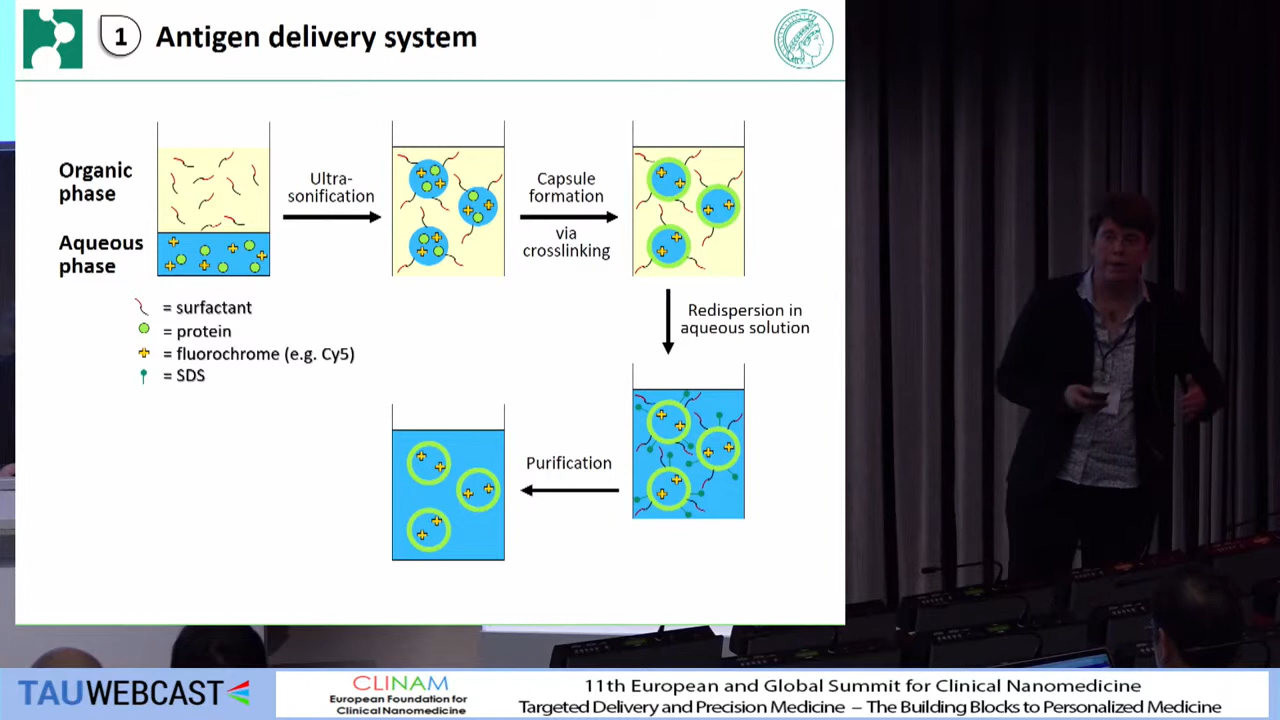 1 Antigen delivery system
Organic
phase
Aqueous
phase
Ultra-
sonification
Capsule
formation
via
crosslinking
Redispersion in
aqueous solution
= surfactant
= protein
= fluorochrome (e.g. Cy5)
= SDS
Purification
TAUWEBCAST
CLINAM
European Foundation for
Clinical Nanomedicine
11th European and Global Summit for Clinical Nanomedicine
Targeted Delivery and Precision Medicine – The Building Blocks to Personalized Medicine